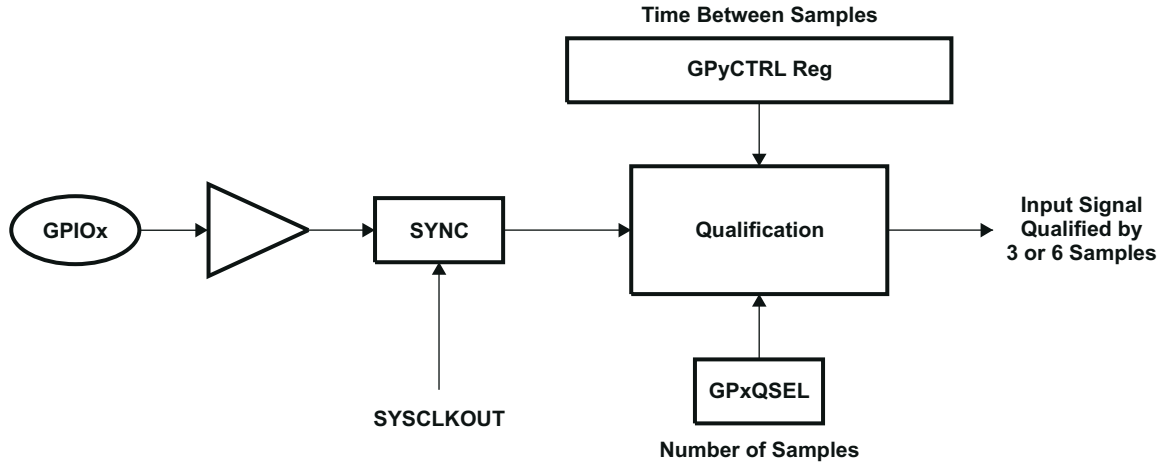 Time Between Samples
GPyCTRL Reg
GPIOx
SYNC
Qualification
Input Signal
Qualified by
3 or 6 Samples
GPxQSEL
SYSCLKOUT
Number of Samples